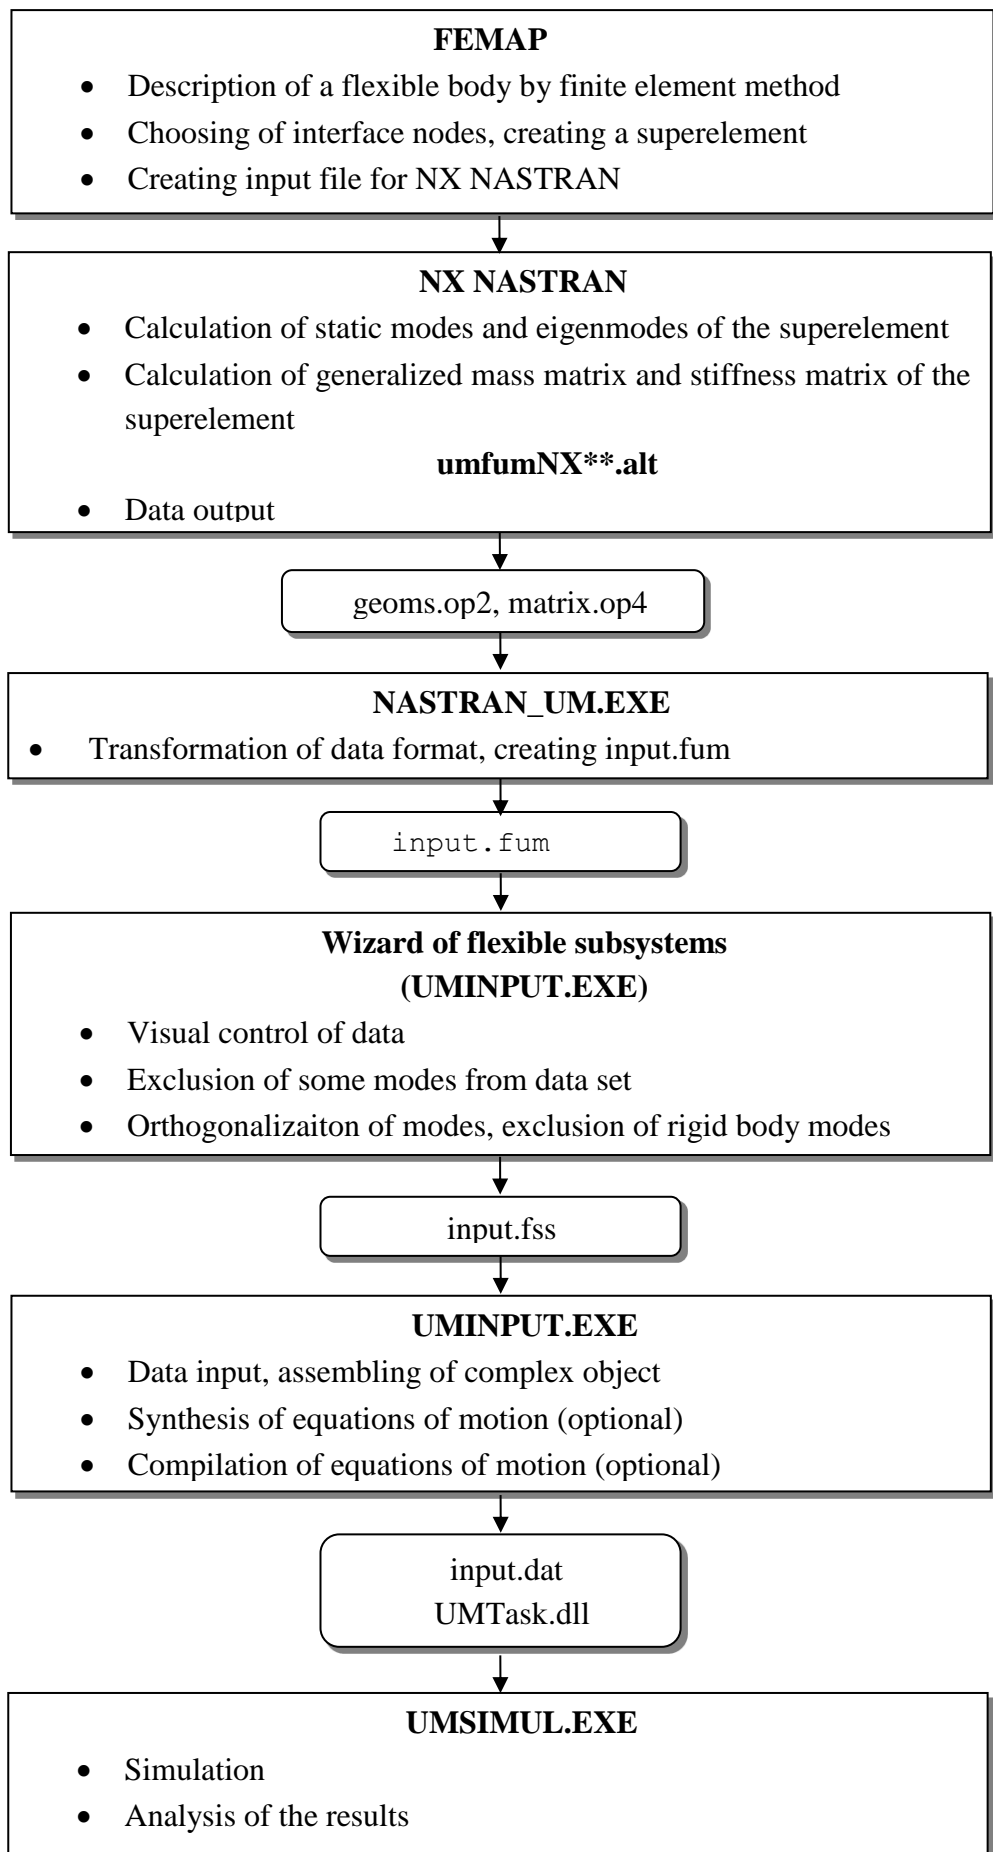 FEMAP
• Description of a flexible body by finite element method
• Choosing of interface nodes, creating a superelement
• Creating input file for NX NASTRAN
NX NASTRAN
• Calculation of static modes and eigenmodes of the superelement
• Calculation of generalized mass matrix and stiffness matrix of the
superelement
umfumNX**.alt
• Data output
geoms.op2, matrix.op4
NASTRAN_UM.EXE
• Transformation of data format, creating input.fum
input.fum
Wizard of flexible subsystems
(UMINPUT.EXE)
• Visual control of data
• Exclusion of some modes from data set
• Orthogonalizaiton of modes, exclusion of rigid body modes
input.fss
UMINPUT.EXE
• Data input, assembling of complex object
• Synthesis of equations of motion (optional)
• Compilation of equations of motion (optional)
input.dat
UMTask.dll
UMSIMUL.EXE
• Simulation
• Analysis of the results